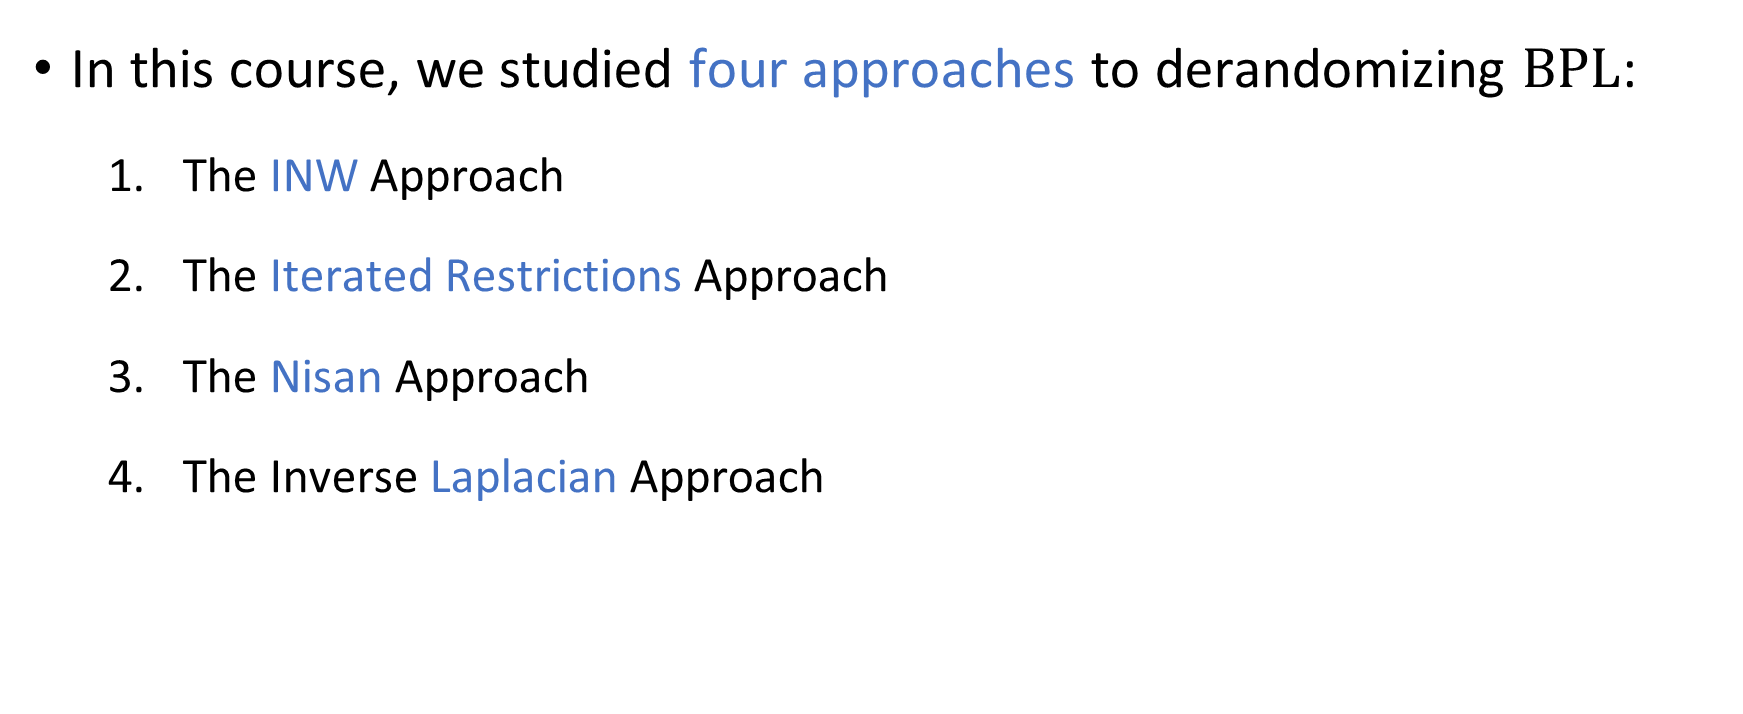 • In this course, we studied four approaches to derandomizing BPL:
1. The INW Approach
2. The Iterated Restrictions Approach
3. The Nisan Approach
4. The Inverse Laplacian Approach